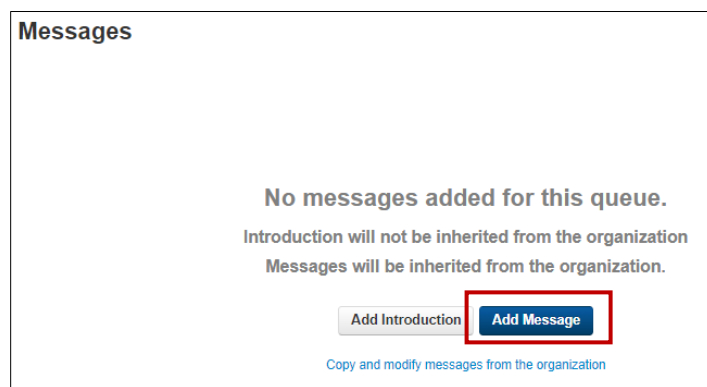 Messages
No messages added for this queue.
Introduction will not be inherited from the organization
Messages will be inherited from the organization.
Add Introduction Add Message
Copy and modify messages from the organization